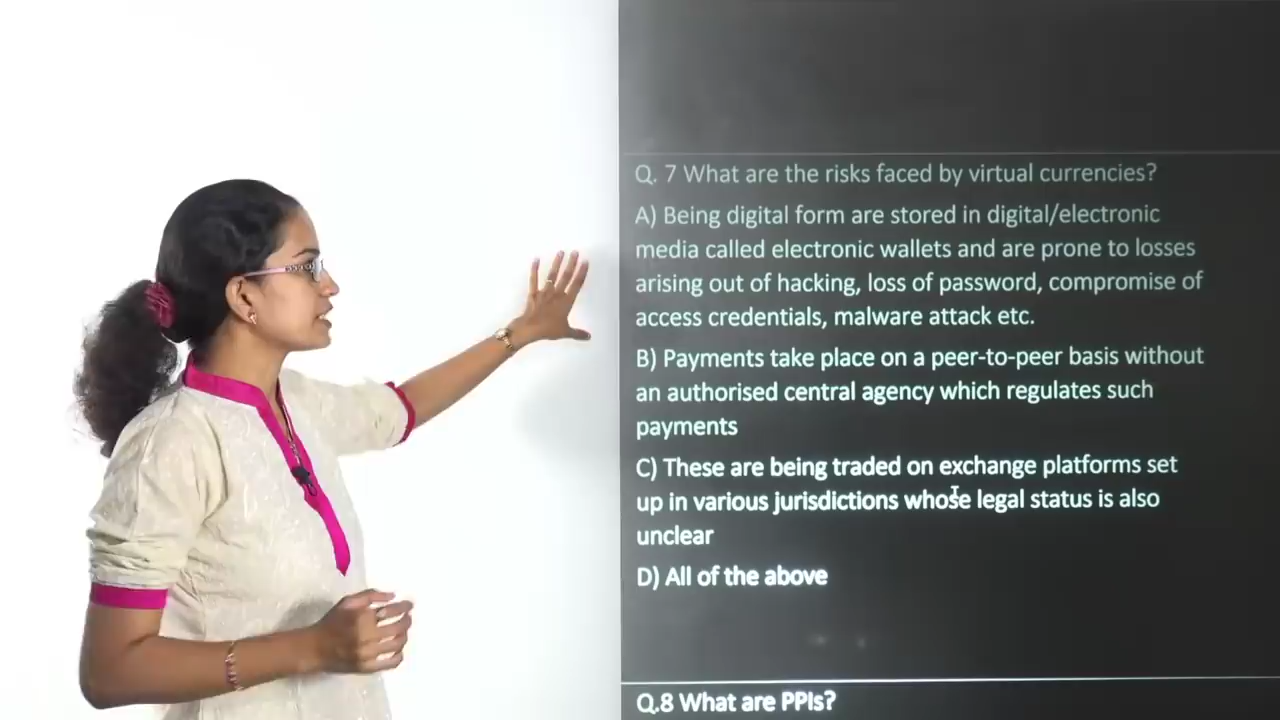 Q. 7 What are the risks faced by virtual currencies?
A) Being digital form are stored in digital/electronic
media called electronic wallets and are prone to losses
arising out of hacking, loss of password, compromise of
access credentials, malware attack etc.
B) Payments take place on a peer-to-peer basis without
an authorised central agency which regulates such
payments
C) These are being traded on exchange platforms set
up in various jurisdictions whose legal status is also
unclear
D) All of the above
Q.8 What are PPIs?